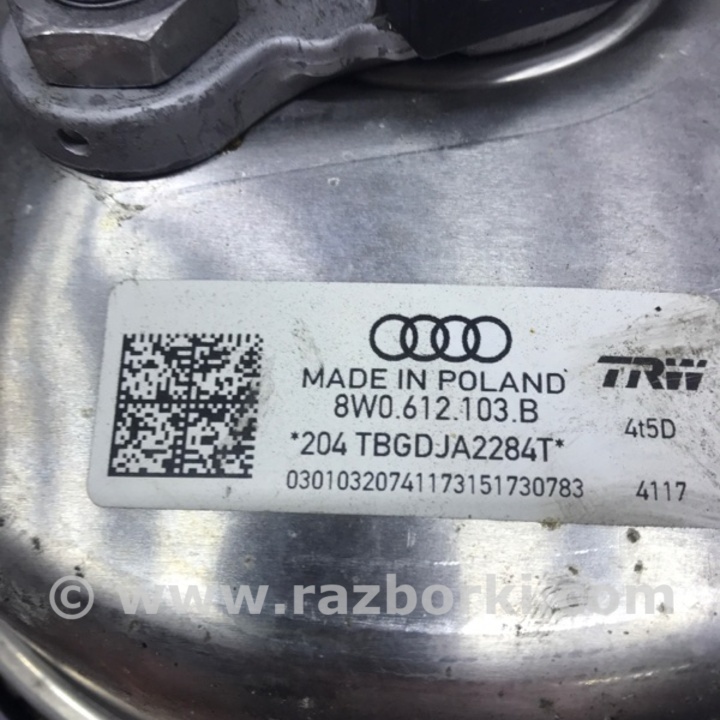 MADE IN POLAND
TRW
8W0.612.103.B
4t5D
*204 TBGDJA2284T*
03010320741173151730783
4117
© www.razborki.com